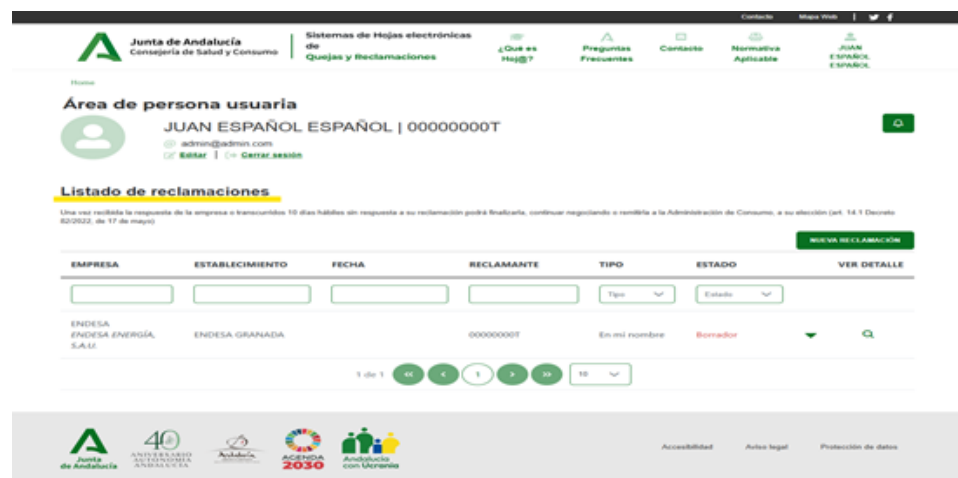 Contacto Mapa Web
Junta de Andalucía
Consejería de Salud y Consumo
Sistemas de Hojas electrónicas
de
Quejas y Reclamaciones
¿Qué es
Hoj@?
Preguntas
Frecuentes
Contacto
Normativa
Aplicable
JUAN
ESPAÑOL
ESPAÑOL
Home
Área de persona usuaria
JUAN ESPAÑOL ESPAÑOL | 00000000T
admin@admin.com
Editar | Cerrar sesión
Listado de reclamaciones
Una vez recibida la respuesta de la empresa o transcurridos 10 días hábiles sin respuesta a su reclamación podrá finalizarla, continuar negociando o remitirla a la Administración de Consumo, a su elección (art. 14.1 Decreto
82/2022, de 17 de mayo)
NUEVA RECLAMACIÓN
EMPRESA ESTABLECIMIENTO FECHA RECLAMANTE TIPO ESTADO VER DETALLE
Tipo Estado
ENDESA
ENDESA ENERGÍA,
S.A.U.
ENDESA GRANADA 00000000T En mi nombre Borrador
1 de 1 « < 1 > » 10
Junta
de Andalucía
40
ANIVERSARIO
AUTONOMÍA
ANDALUCÍA
Andalucía
AGENDA
2030
Andalucía
con Ucrania
Accesibilidad Aviso legal Protección de datos